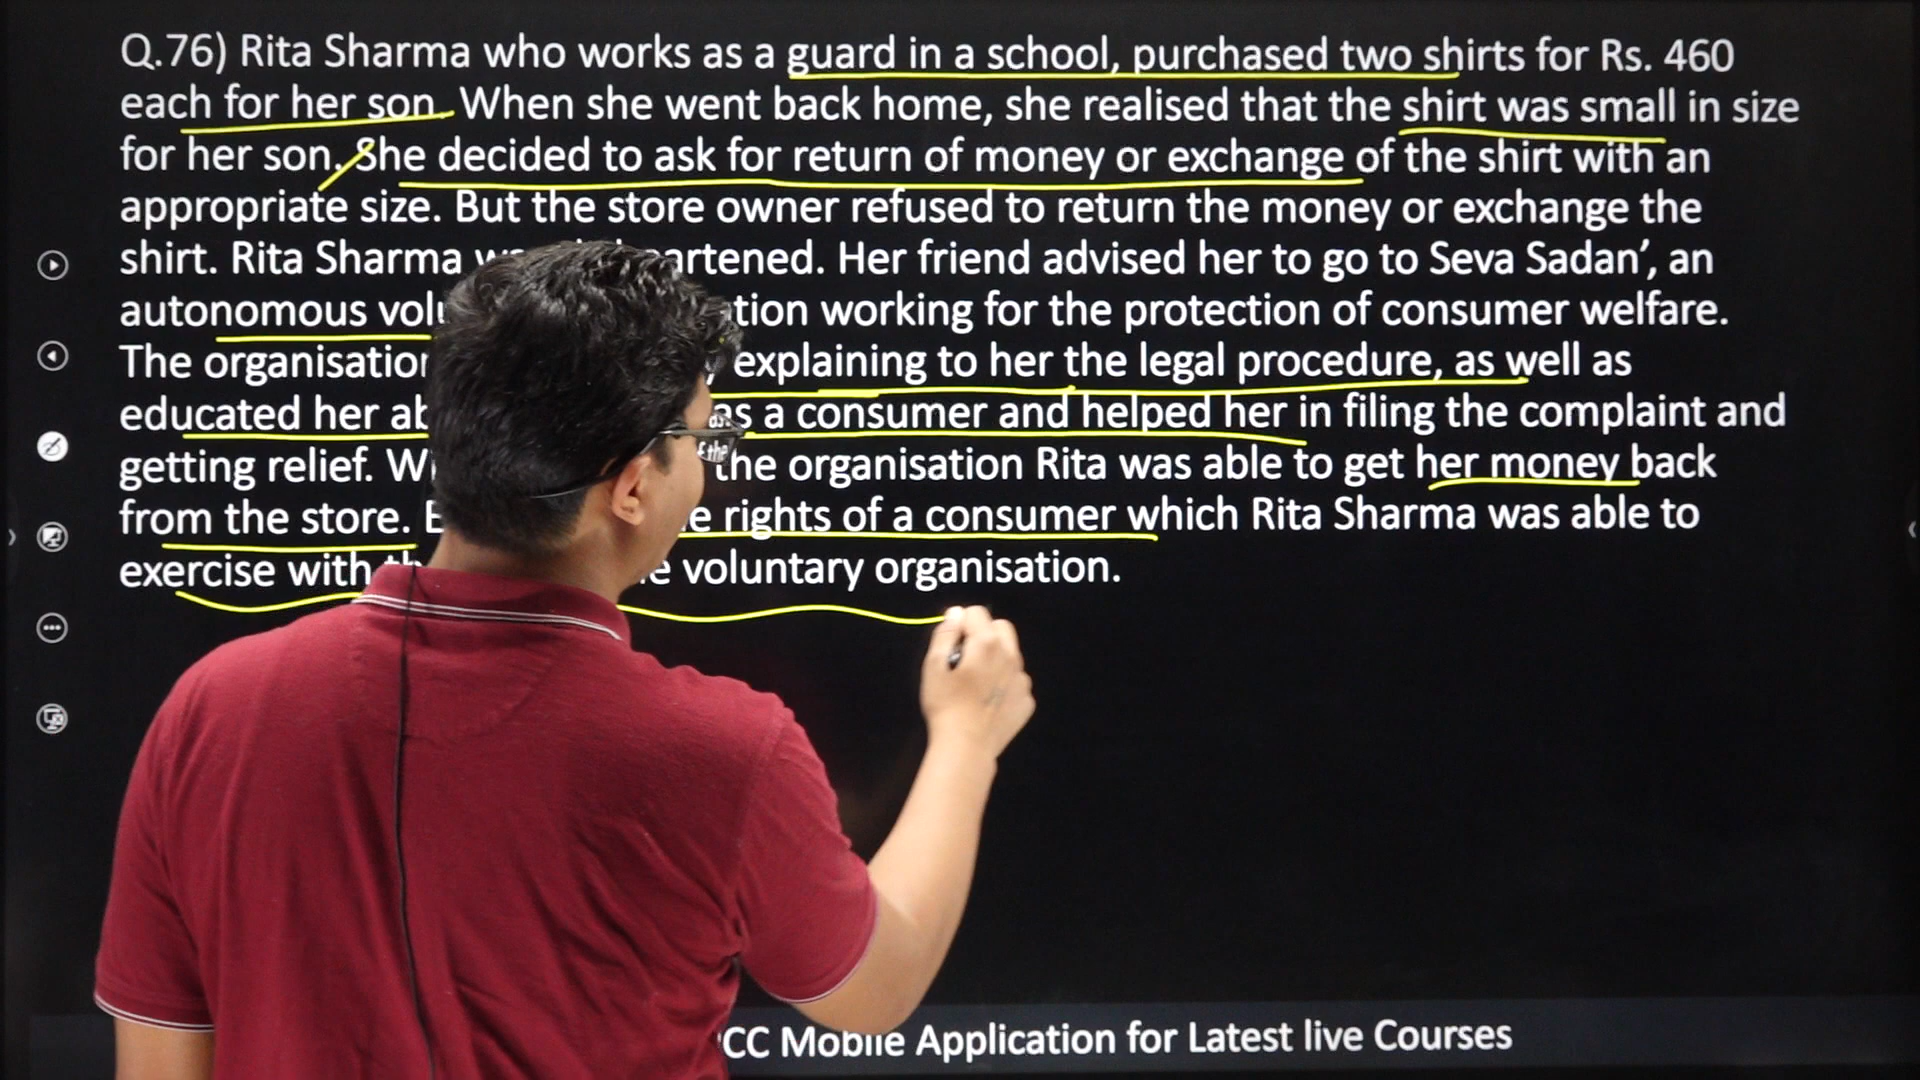 Q.76) Rita Sharma who works as a guard in a school, purchased two shirts for Rs. 460
each for her son. When she went back home, she realised that the shirt was small in size
for her son. She decided to ask for return of money or exchange of the shirt with an
appropriate size. But the store owner refused to return the money or exchange the
shirt. Rita Sharma Her friend advised her to go to Seva Sadan’, an
autonomous working for the protection of consumer welfare.
The explaining to her the legal procedure, as well as
educated her as a consumer and helped her in filing the complaint and
getting relief. the organisation Rita was able to get her money back
from the store. rights of a consumer which Rita Sharma was able to
exercise with voluntary organisation.
Mobile Application for Latest live Courses